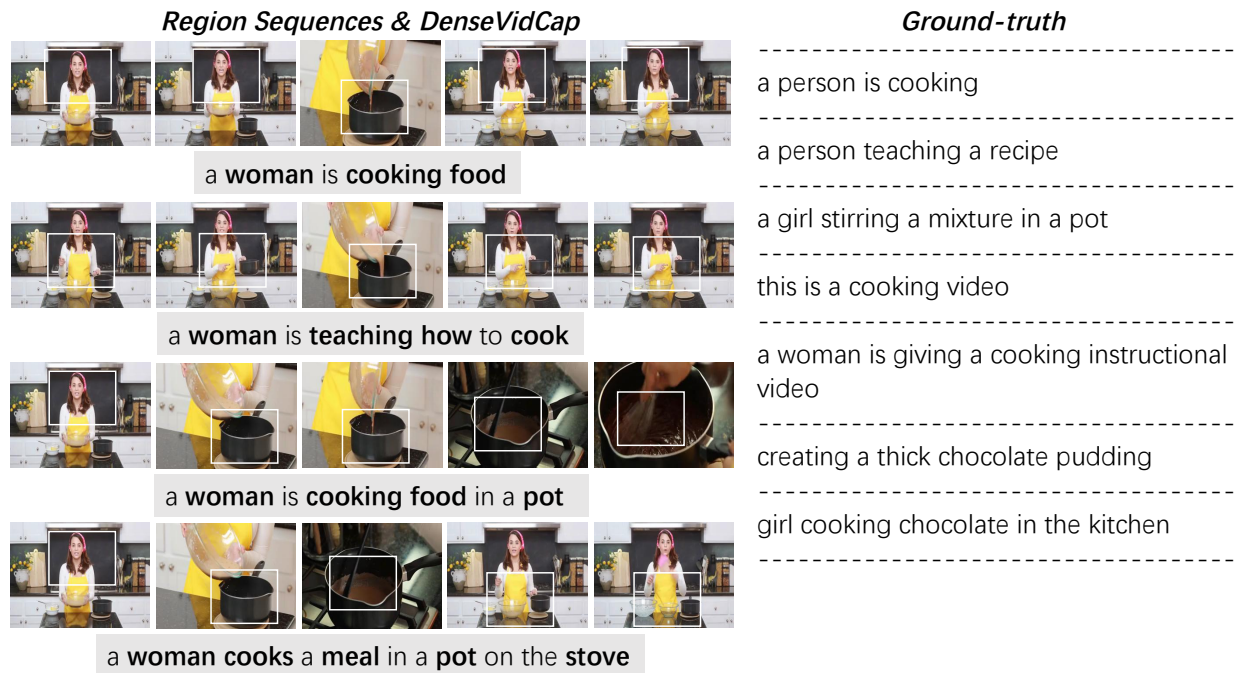 Region Sequences & DenseVidCap
a woman is cooking food
a woman is teaching how to cook
a woman is cooking food in a pot
a woman cooks a meal in a pot on the stove
Ground-truth
a person is cooking
a person teaching a recipe
a girl stirring a mixture in a pot
this is a cooking video
a woman is giving a cooking instructional
video
creating a thick chocolate pudding
girl cooking chocolate in the kitchen